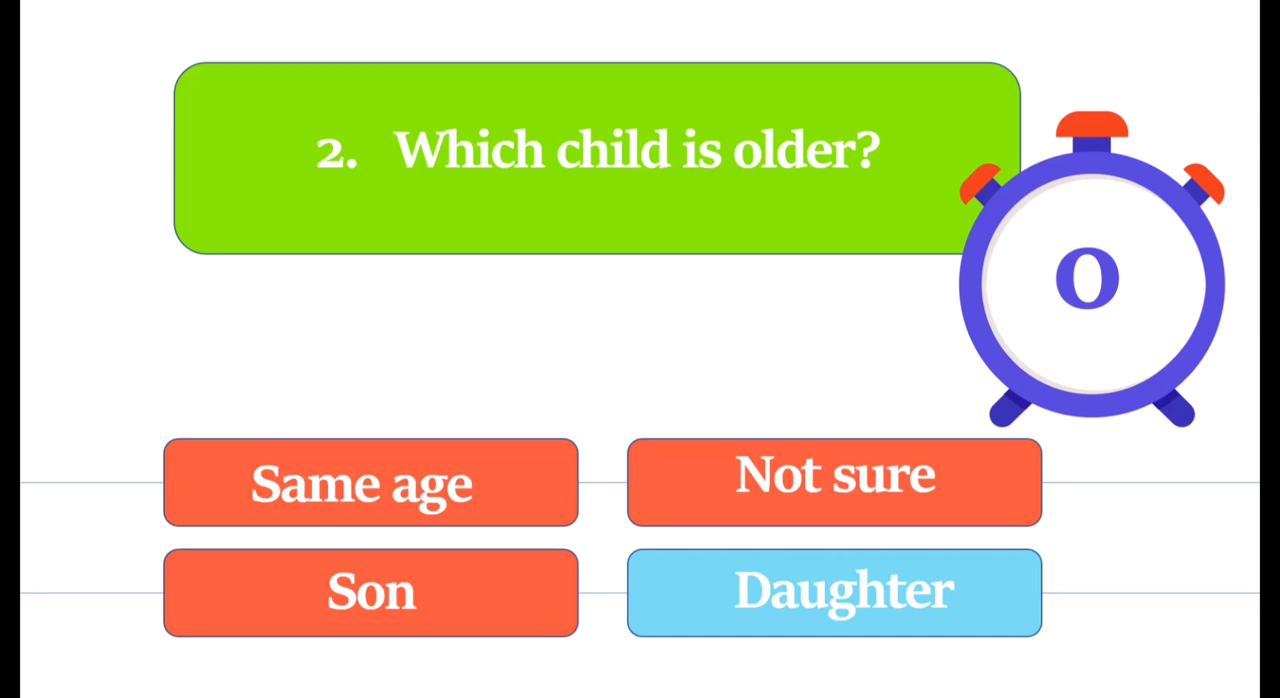 2. Which child is older?
0
Same age
Not sure
Son
Daughter